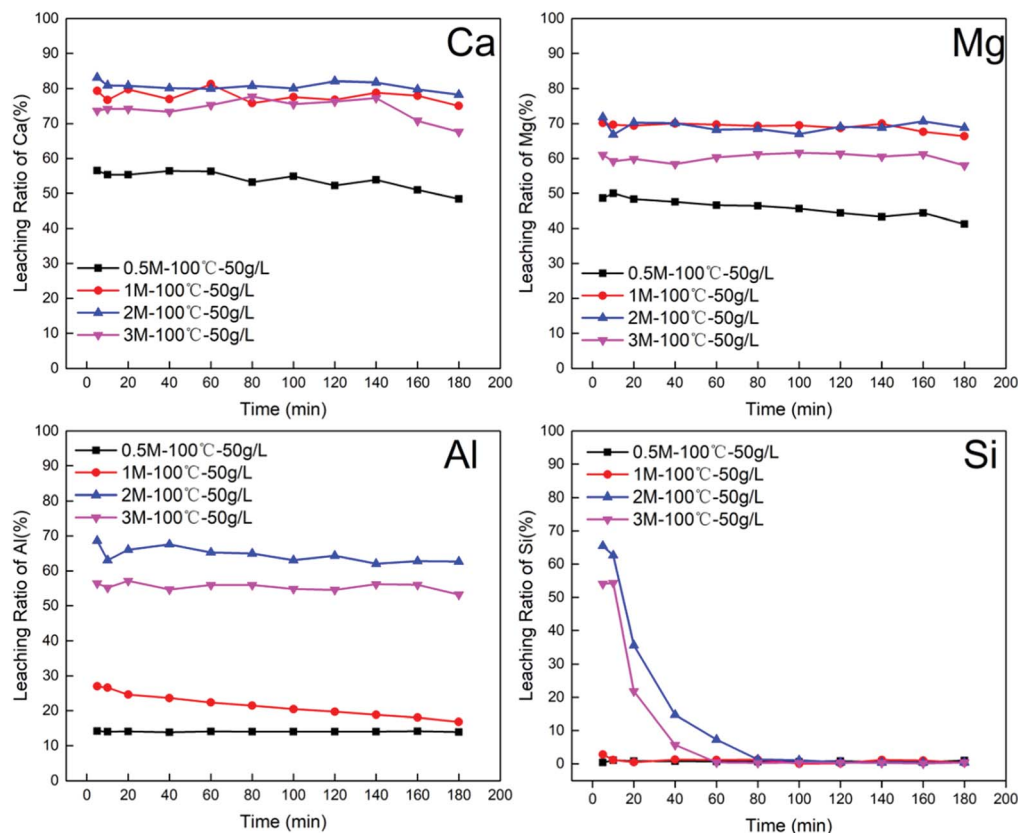 Ca
Leaching Ratio of Ca(%)
100
90
80
70
60
50
40
30
20
10
0
0.5M-100℃-50g/L
1M-100℃-50g/L
2M-100℃-50g/L
3M-100℃-50g/L
0 20 40 60 80 100 120 140 160 180 200
Time (min)
Mg
Leaching Ratio of Mg(%)
100
90
80
70
60
50
40
30
20
10
0
0.5M-100℃-50g/L
1M-100℃-50g/L
2M-100℃-50g/L
3M-100℃-50g/L
0 20 40 60 80 100 120 140 160 180 200
Time (min)
Al
Leaching Ratio of Al(%)
100
90
80
70
60
50
40
30
20
10
0
0.5M-100℃-50g/L
1M-100℃-50g/L
2M-100℃-50g/L
3M-100℃-50g/L
0 20 40 60 80 100 120 140 160 180 200
Time (min)
Si
Leaching Ratio of Si(%)
100
90
80
70
60
50
40
30
20
10
0
0.5M-100℃-50g/L
1M-100℃-50g/L
2M-100℃-50g/L
3M-100℃-50g/L
0 20 40 60 80 100 120 140 160 180 200
Time (min)